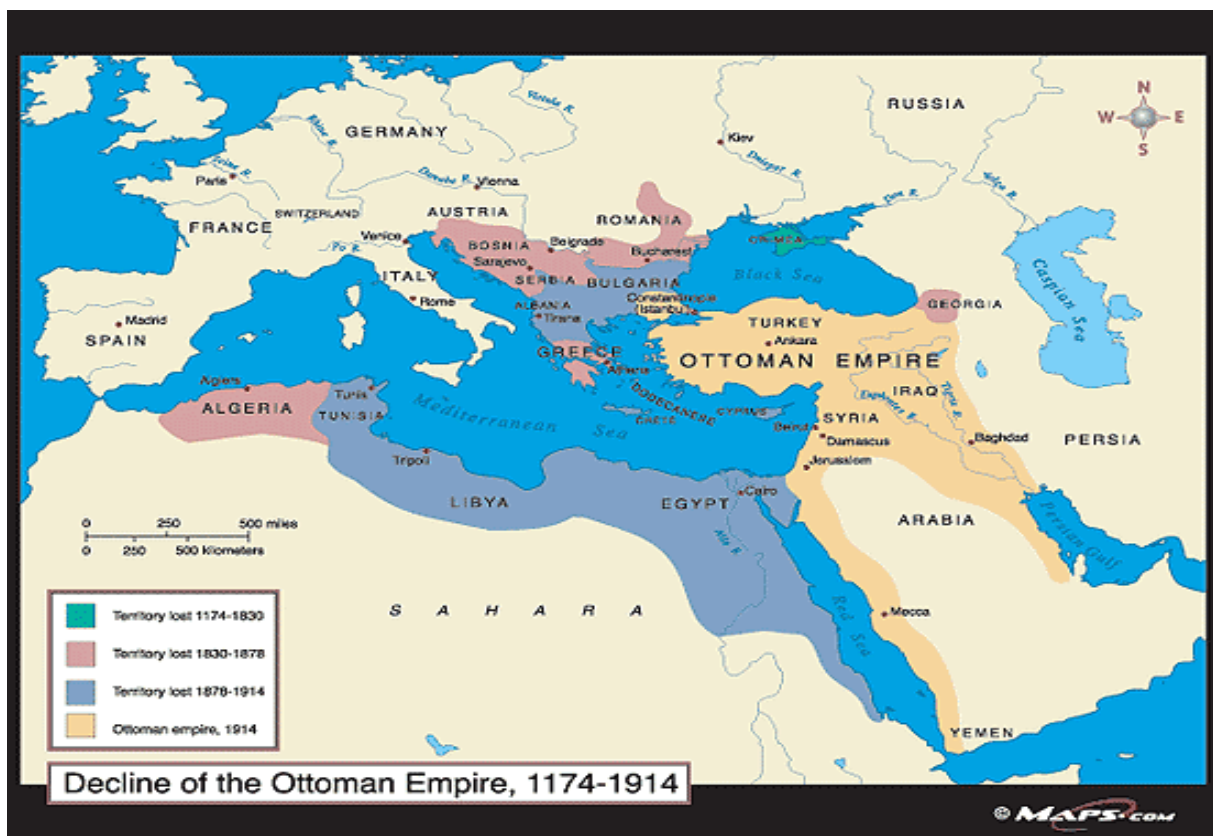 N
W E
S
RUSSIA
Vistula R.
GERMANY
Rhine R.
Kiev
Dnieper R.
Seine R.
Paris
Danube R.
Vienna
Don R.
Volga R.
FRANCE
SWITZERLAND
AUSTRIA
ROMANIA
Venice
Po R.
BOSNIA
Belgrade
Bucharest
CRIMEA
Sarajevo
SERBIA
BULGARIA
Black Sea
Caspian Sea
ITALY
Rome
ALBANIA
Tirana
Constantinople
(Istanbu
GEORGIA
Madrid
SPAIN
TURKEY
Ankara
GREECE
Athens
OTTOMAN EMPIRE
Algiers
ALGERIA
Tunis
TUNISIA
DODECANENE
CRETE
CYPRUS
IRAQ
Tigris R.
Euphrates R.
SYRIA
Beirut
Damascus
Baghdad
PERSIA
Mediterranean Sea
Jerusalem
Tripoli
LIBYA
EGYPT
Cairo
ARABIA
Persian Gulf
0 250 500 miles
0 250 500 kilometers
SAHARA
Red Sea
Mecca
YEMEN
Territory lost 1174-1830
Territory lost 1830-1878
Territory lost 1878-1914
Ottoman empire, 1914
Decline of the Ottoman Empire, 1174-1914
MAPS.COM